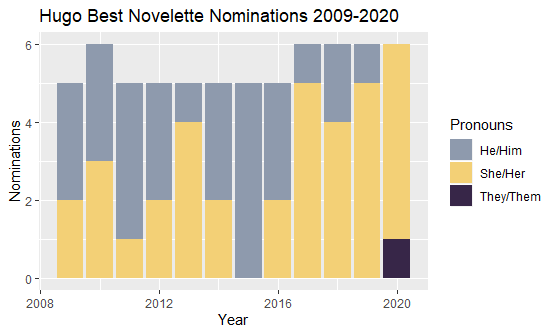 Hugo Best Novelette Nominations 2009-2020
6
4
2
0
Nominations
2008
2012
2016
2020
Year
Pronouns
He/Him
She/Her
They/Them